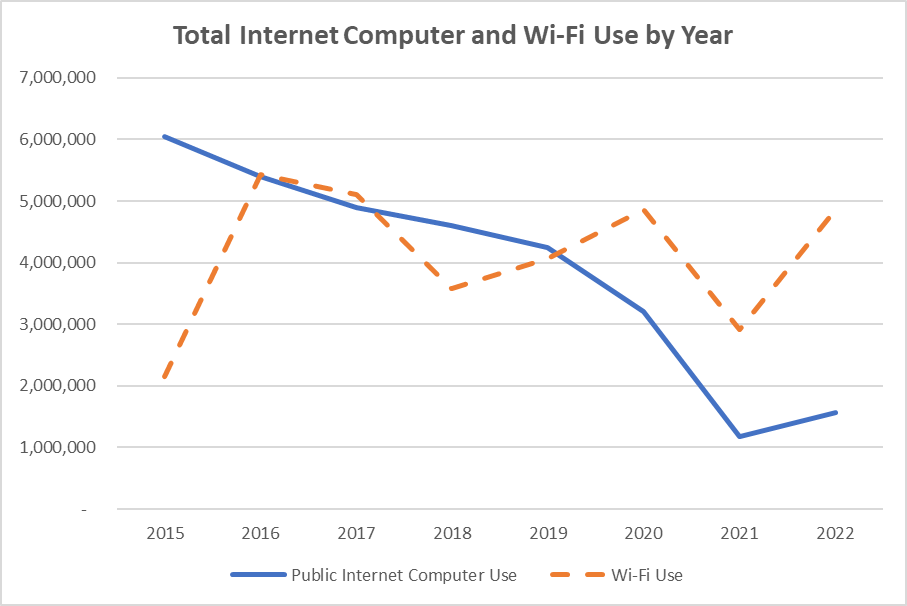 Total Internet Computer and Wi-Fi Use by Year
7,000,000
6,000,000
5,000,000
4,000,000
3,000,000
2,000,000
1,000,000
-
2015 2016 2017 2018 2019 2020 2021 2022
Public Internet Computer Use Wi-Fi Use